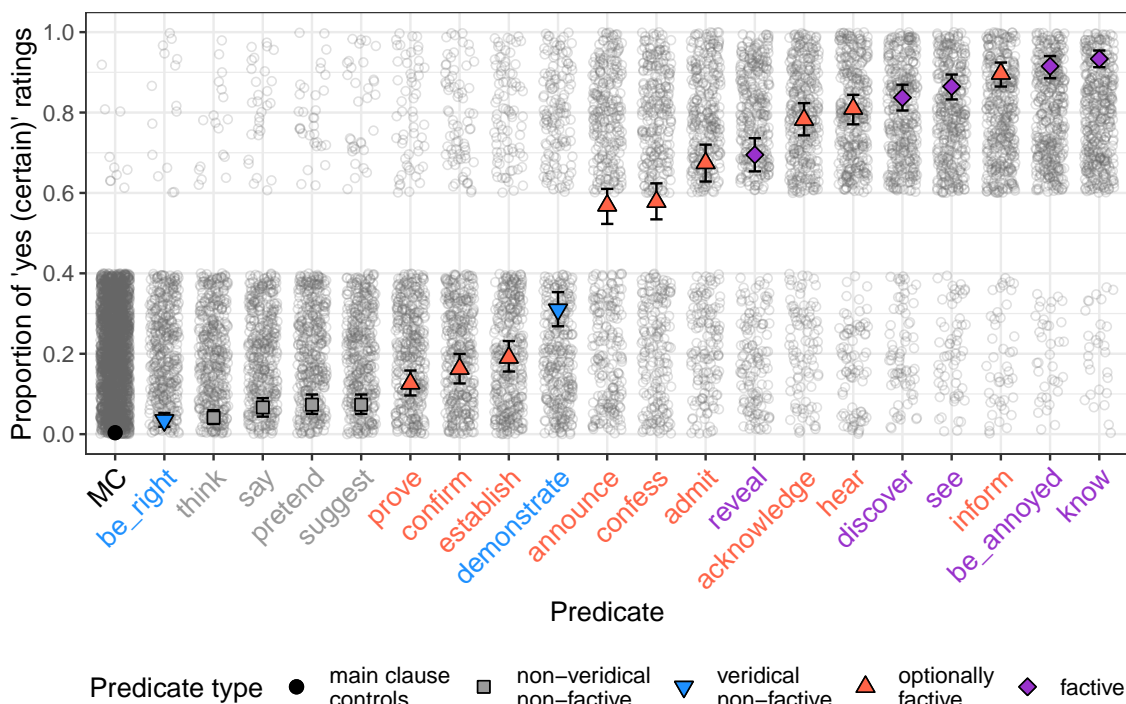 Proportion of 'yes (certain)' ratings
1.0
0.8
0.6
0.4
0.2
0.0
MC
be_right
think
say
pretend
suggest
prove
confirm
establish
demonstrate
announce
confess
admit
reveal
acknowledge
hear
discover
see
inform
be_annoyed
know
Predicate
Predicate type
main clause
controls
non−veridical
non−factive
veridical
non−factive
optionally
factive
factive